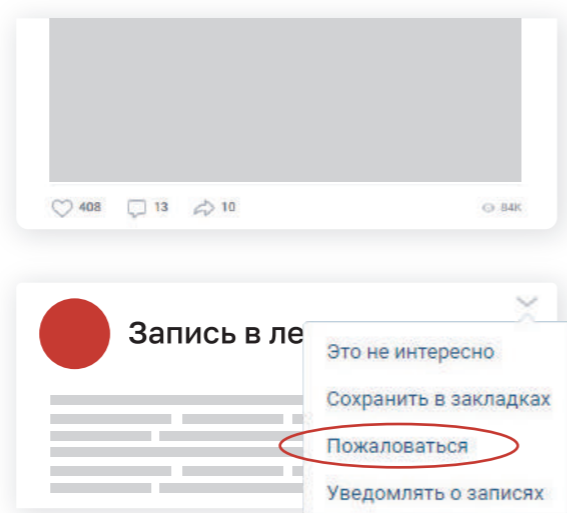 408 13 10 84K
Запись в ле
Это не интересно
Сохранить в закладках
Пожаловаться
Уведомлять о записях